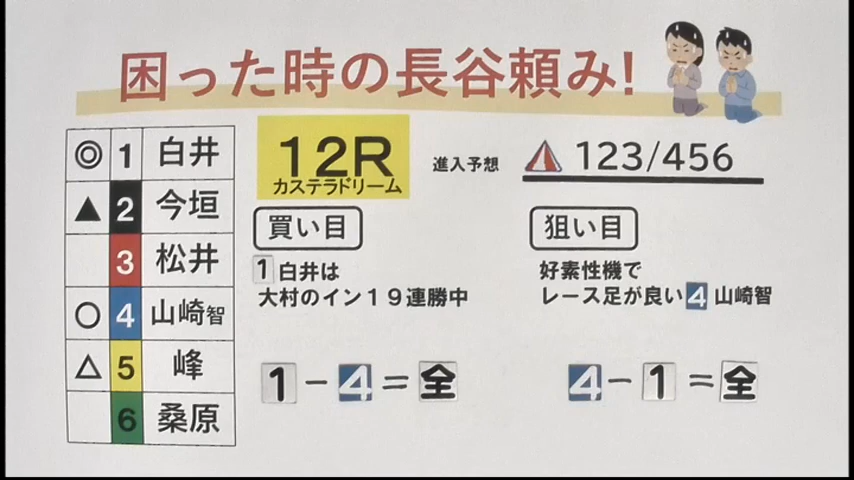 困った時の長谷頼み!
◎ 1 白井
▲ 2 今垣
3 松井
○ 4 山崎智
△ 5 峰
6 桑原
12R
カステラドリーム
進入予想
123/456
買い目
1 白井は
大村のイン19連勝中
1-4=全
狙い目
好素性機で
レース足が良い4 山崎智
4-1=全